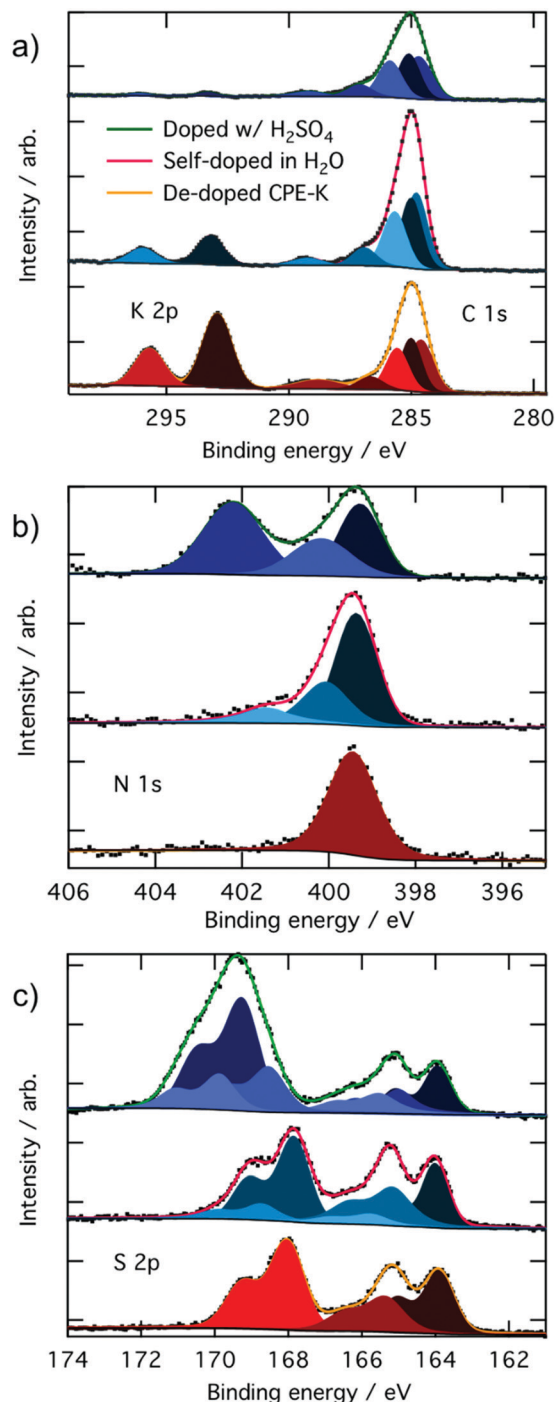 a)
Doped w/ H₂SO₄
Self-doped in H₂O
De-doped CPE-K
K 2p
C 1s
Intensity / arb.
295 290 285 280
Binding energy / eV
b)
Intensity / arb.
N 1s
406 404 402 400 398 396
Binding energy / eV
c)
Intensity / arb.
S 2p
174 172 170 168 166 164 162
Binding energy / eV